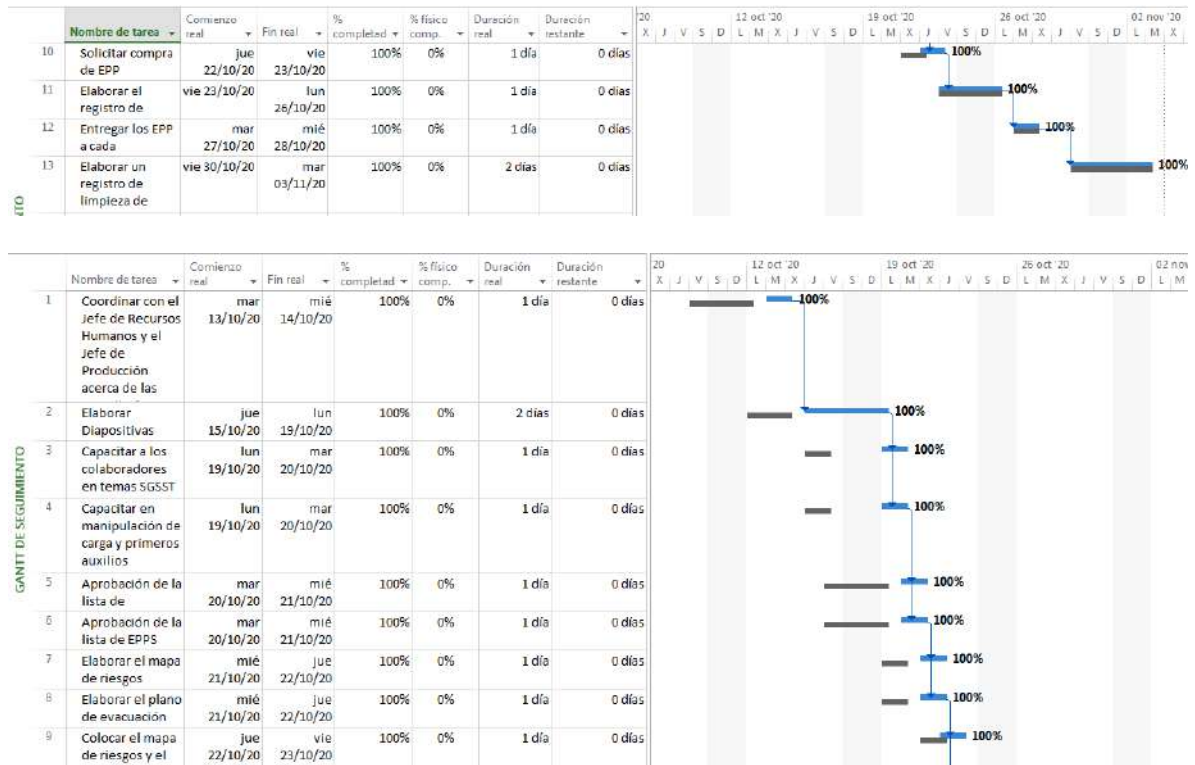 Nombre de tarea Comienzo real Fin real % completad % físico comp. Duración real Duración restante '20 12 oct '20 19 oct '20 26 oct '20 02 nov '20
X J V S D L M X J V S D L M X J V S D L M X J V S D L M X
10 Solicitar compra de EPP jue 22/10/20 vie 23/10/20 100% 0% 1 día 0 días 100%
11 Elaborar el registro de vie 23/10/20 lun 26/10/20 100% 0% 1 día 0 días 100%
12 Entregar los EPP a cada mar 27/10/20 mié 28/10/20 100% 0% 1 día 0 días 100%
13 Elaborar un registro de limpieza de vie 30/10/20 mar 03/11/20 100% 0% 2 días 0 días 100%
Nombre de tarea Comienzo real Fin real % completad % físico comp. Duración real Duración restante 20 12 oct '20 19 oct '20 26 oct '20 02 nov
X J V S D L M X J V S D L M X J V S D L M X J V S D L M
GANTT DE SEGUIMIENTO
1 Coordinar con el Jefe de Recursos Humanos y el Jefe de Producción acerca de las mar 13/10/20 mié 14/10/20 100% 0% 1 día 0 días 100%
2 Elaborar Diapositivas jue 15/10/20 lun 19/10/20 100% 0% 2 días 0 días 100%
3 Capacitar a los colaboradores en temas SGSST lun 19/10/20 mar 20/10/20 100% 0% 1 día 0 días 100%
4 Capacitar en manipulación de carga y primeros auxilios lun 19/10/20 mar 20/10/20 100% 0% 1 día 0 días 100%
5 Aprobación de la lista de mar 20/10/20 mié 21/10/20 100% 0% 1 día 0 días 100%
6 Aprobación de la lista de EPPS mar 20/10/20 mié 21/10/20 100% 0% 1 día 0 días 100%
7 Elaborar el mapa de riesgos mié 21/10/20 jue 22/10/20 100% 0% 1 día 0 días 100%
8 Elaborar el plano de evacuación mié 21/10/20 jue 22/10/20 100% 0% 1 día 0 días 100%
9 Colocar el mapa de riesgos y el jue 22/10/20 vie 23/10/20 100% 0% 1 día 0 días 100%